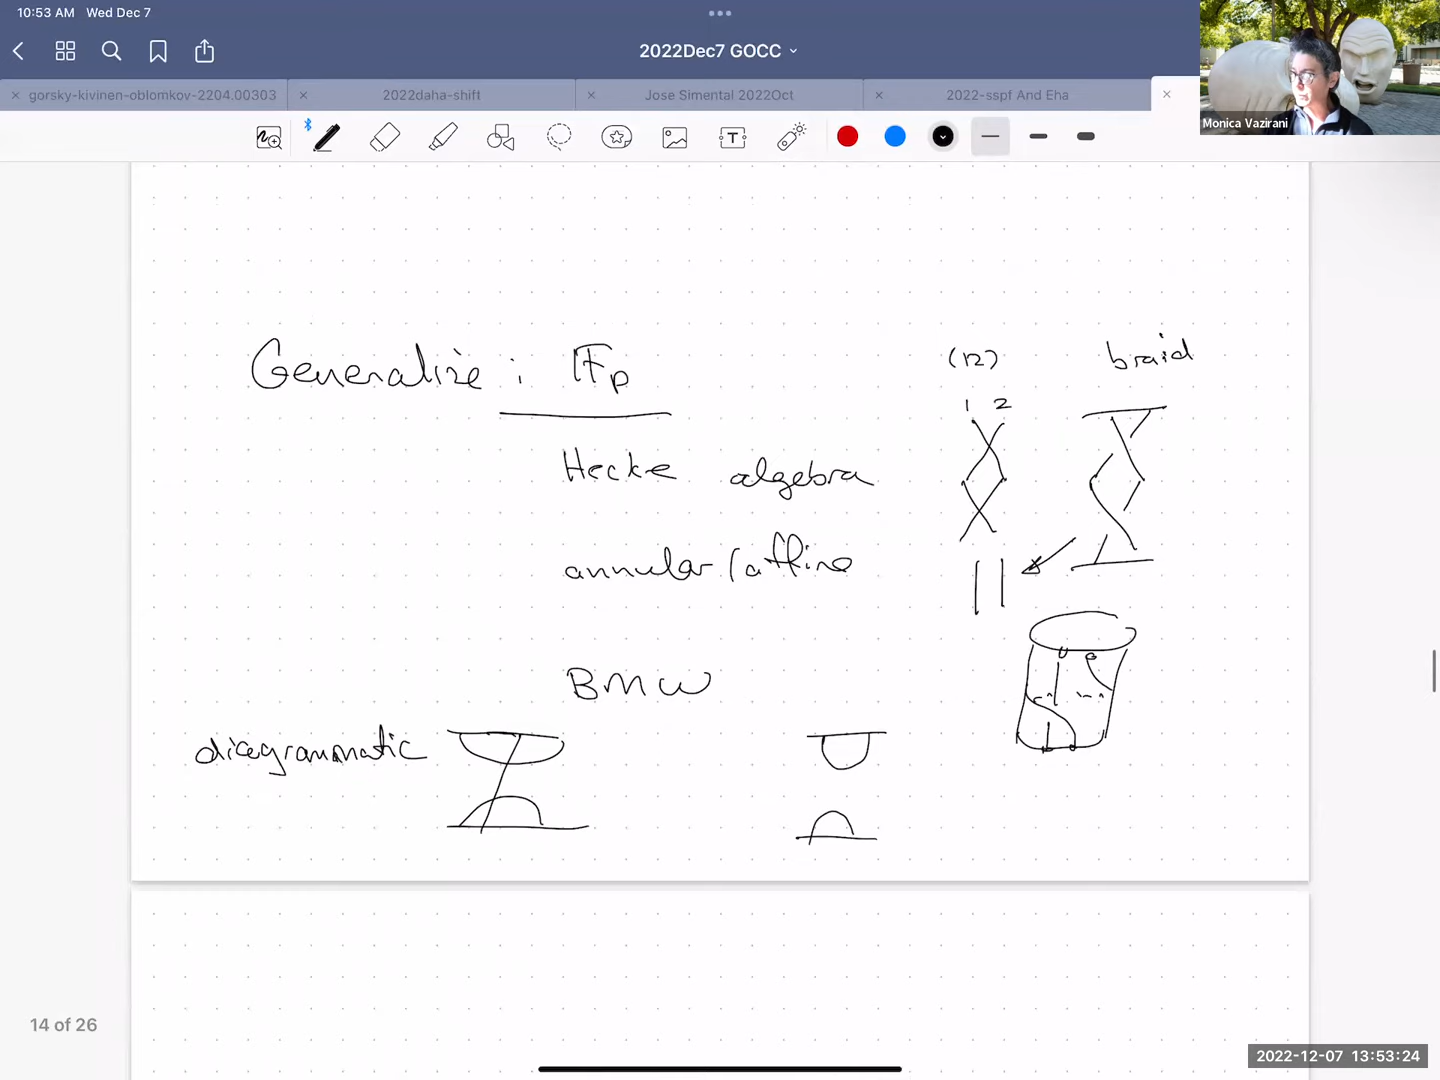 10:53 AM Wed Dec 7
2022Dec7 GOCC
gorsky-kivinen-oblomkov-2204.00303
2022daha-shift
Jose Simental 2022Oct
2022-sspf And Eha
Monica Vazirani
Generalize : IFp
(12) braid
1 2
Hecke algebra
annular/affine
BMW
diagrammatic
14 of 26
2022-12-07 13:53:24